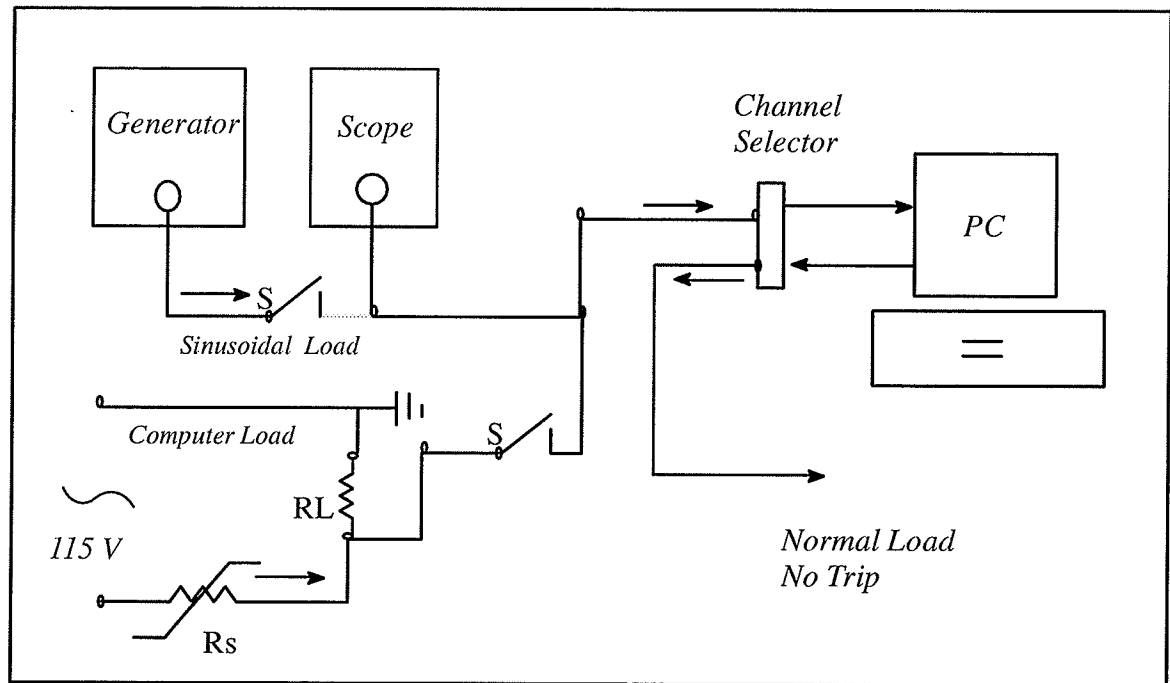 Generator
Scope
Channel
Selector
PC
S
Sinusoidal Load
Computer Load
S
RL
115 V
Normal Load
No Trip
Rs